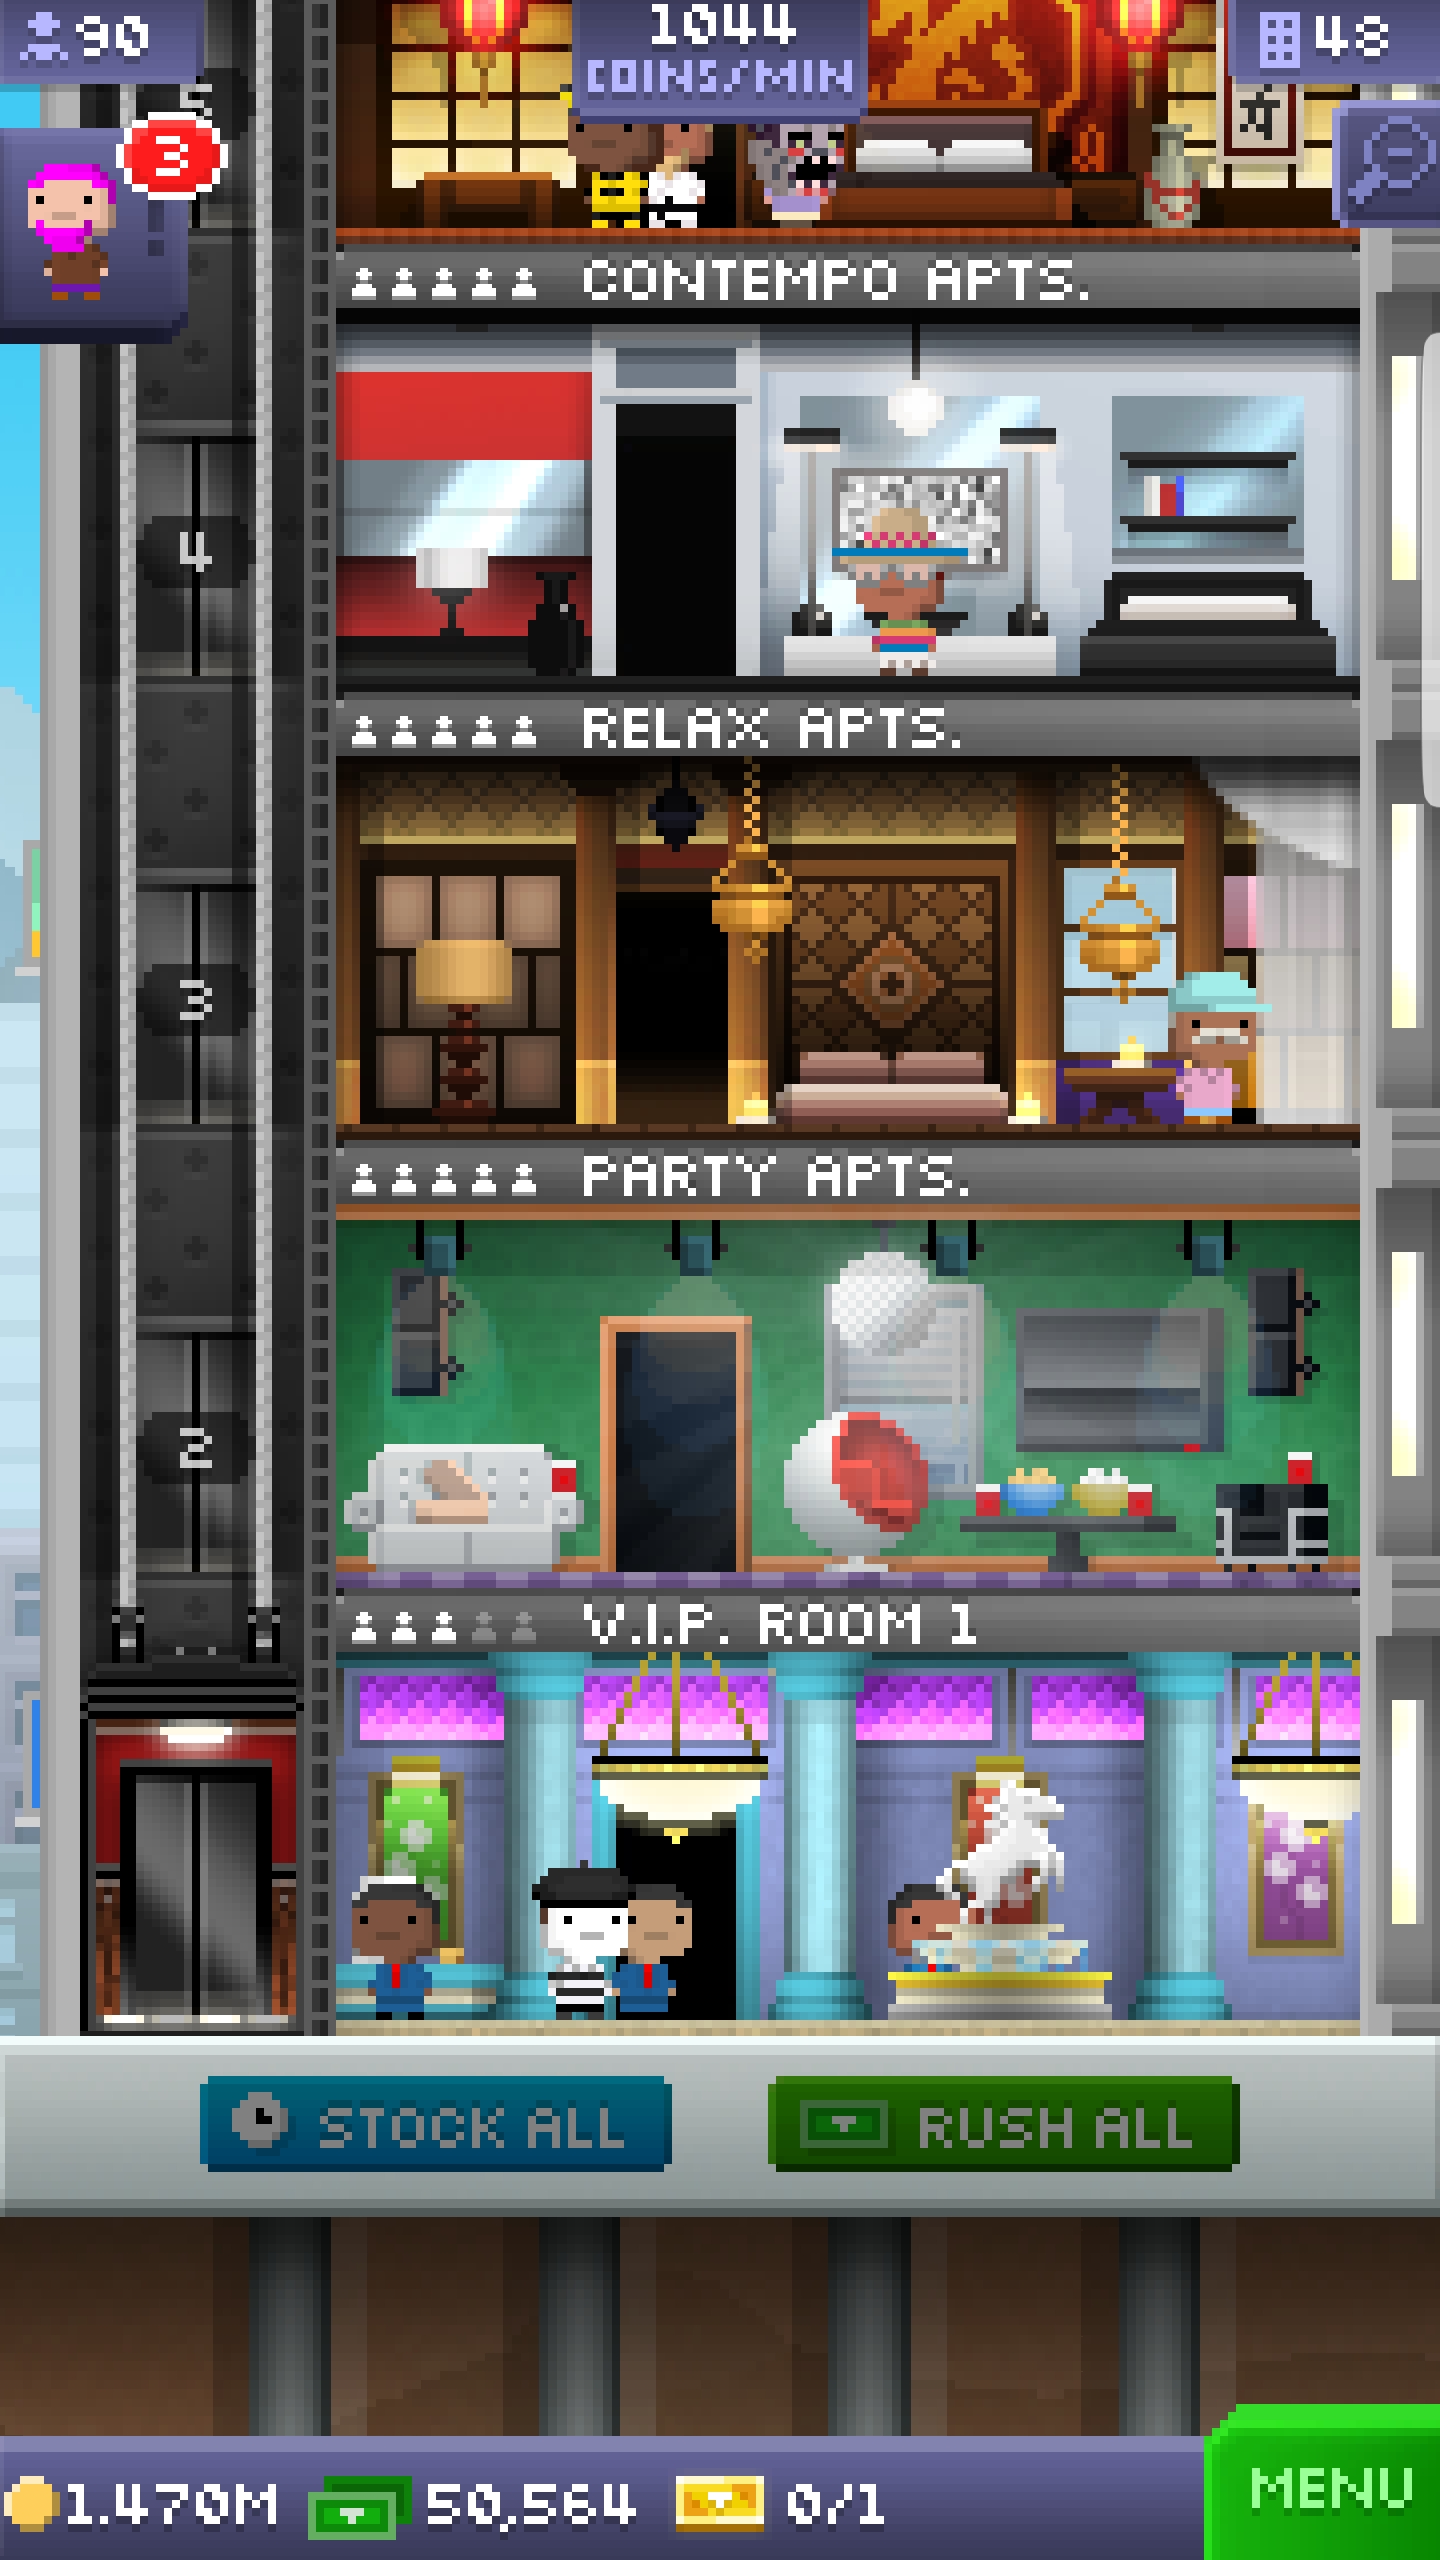 90
1044
COINS/MIN
48
5
3
CONTEMPO APTS.
4
RELAX APTS.
3
PARTY APTS.
2
V.I.P. ROOM 1
STOCK ALL
RUSH ALL
1.470M
50,564
0/1
MENU